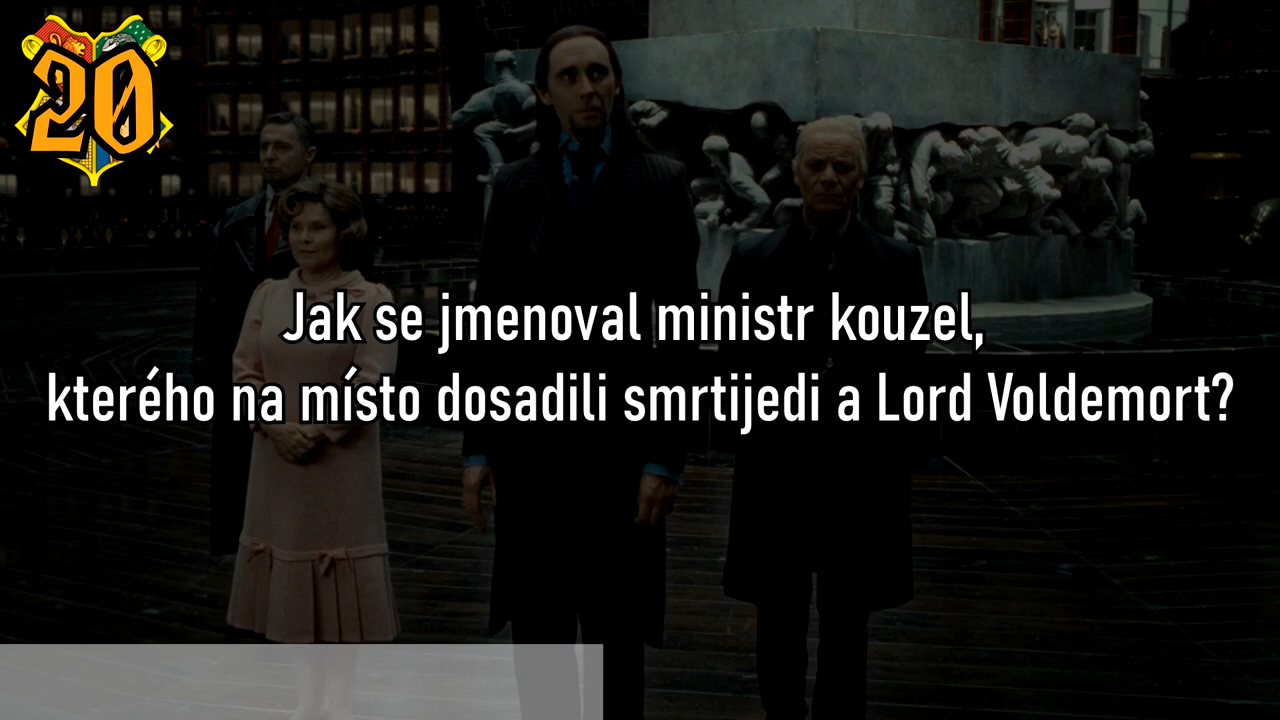 20
Jak se jmenoval ministr kouzel,
kterého na místo dosadili smrtijedi a Lord Voldemort?